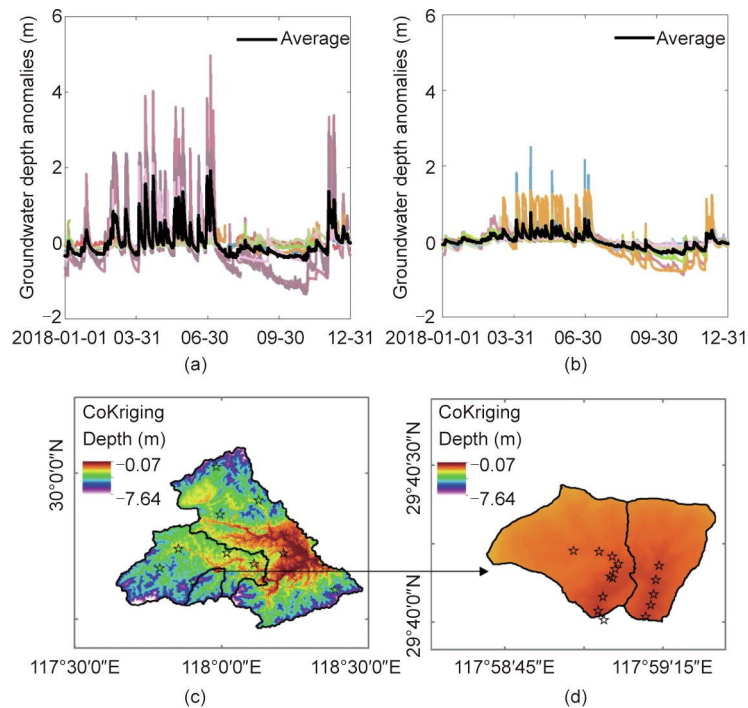 6
4
2
0
−2
Groundwater depth anomalies (m)
Average
2018-01-01 03-31 06-30 09-30 12-31
(a)
6
4
2
0
−2
Groundwater depth anomalies (m)
Average
2018-01-01 03-31 06-30 09-30 12-31
(b)
CoKriging
Depth (m)
−0.07
−7.64
30°0′0″N
117°30′0″E 118°0′0″E 118°30′0″E
(c)
CoKriging
Depth (m)
−0.07
−7.64
29°40′30″N
29°40′0″N
117°58′45″E 117°59′15″E
(d)